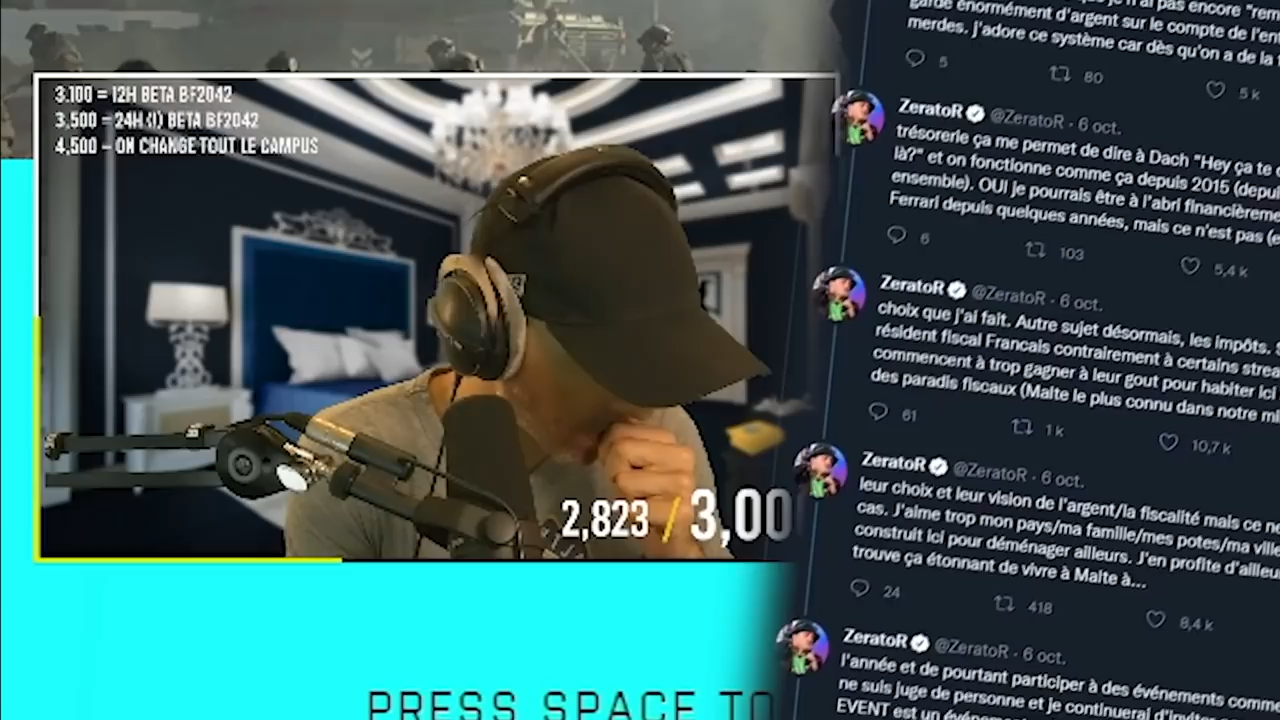 3,100 = 12H BETA BF2042
3,500 = 24H (!) BETA BF2042
4,500 - ON CHANGE TOUT LE CAMPUS
2,823 / 3,00
PRESS SPACE TO
pas encore "rem
garde énormément d'argent sur le compte de l'ent
merdes. J'adore ce système car dès qu'on a de la
5 80 5 k
ZeratoR @ZeratoR · 6 oct.
trésorerie ça me permet de dire à Dach "Hey ça te
là?" et on fonctionne comme ça depuis 2015 (depui
ensemble). OUI je pourrais être à l'abri financièreme
Ferrari depuis quelques années, mais ce n'est pas (e
6 103 5,4 k
ZeratoR @ZeratoR · 6 oct.
choix que j'ai fait. Autre sujet désormais, les impôts. S
résident fiscal Francais contrairement à certains strea
commencent à trop gagner à leur gout pour habiter ici
des paradis fiscaux (Malte le plus connu dans notre mi
61 1 k 10,7 k
ZeratoR @ZeratoR · 6 oct.
leur choix et leur vision de l'argent/la fiscalité mais ce ne
cas. J'aime trop mon pays/ma famille/mes potes/ma ville
construit ici pour déménager ailleurs. J'en profite d'ailleu
trouve ça étonnant de vivre à Malte à...
24 418 8,4 k
ZeratoR @ZeratoR · 6 oct.
l'année et de pourtant participer à des événements comme
ne suis juge de personne et je continuerai d'in
EVENT est un événeme